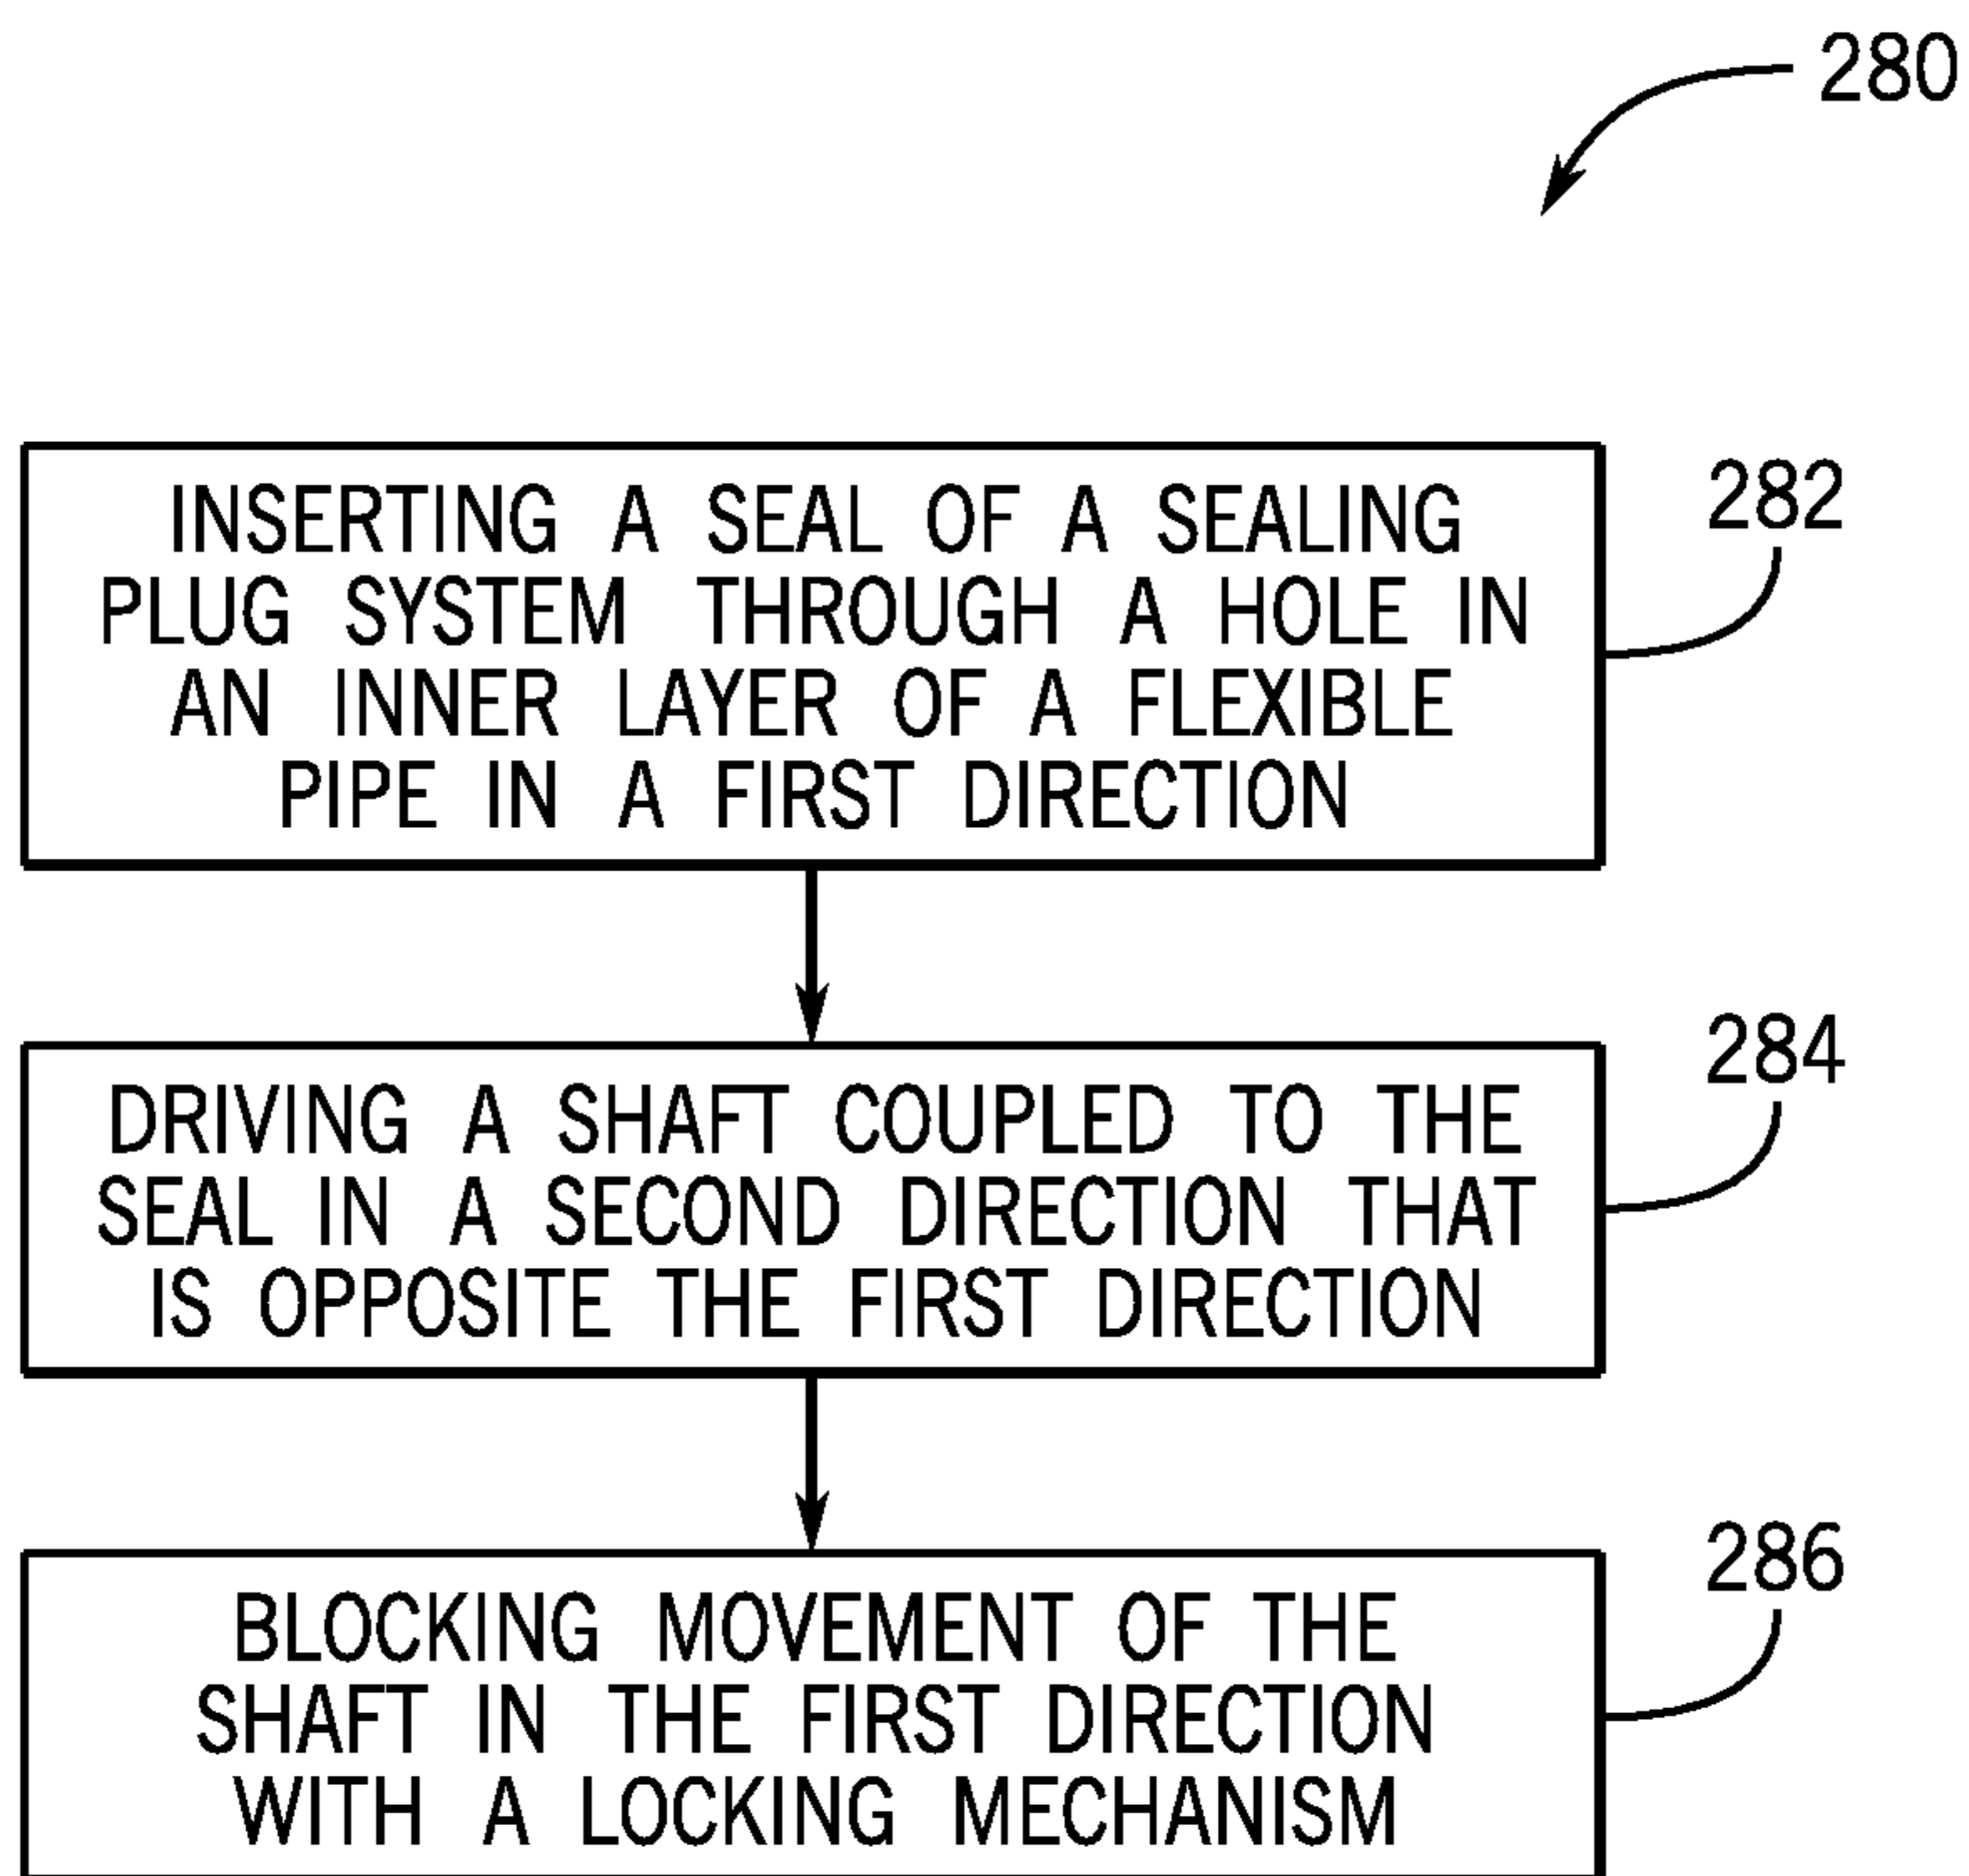 280
INSERTING A SEAL OF A SEALING
PLUG SYSTEM THROUGH A HOLE IN
AN INNER LAYER OF A FLEXIBLE
PIPE IN A FIRST DIRECTION
282
DRIVING A SHAFT COUPLED TO THE
SEAL IN A SECOND DIRECTION THAT
IS OPPOSITE THE FIRST DIRECTION
284
BLOCKING MOVEMENT OF THE
SHAFT IN THE FIRST DIRECTION
WITH A LOCKING MECHANISM
286